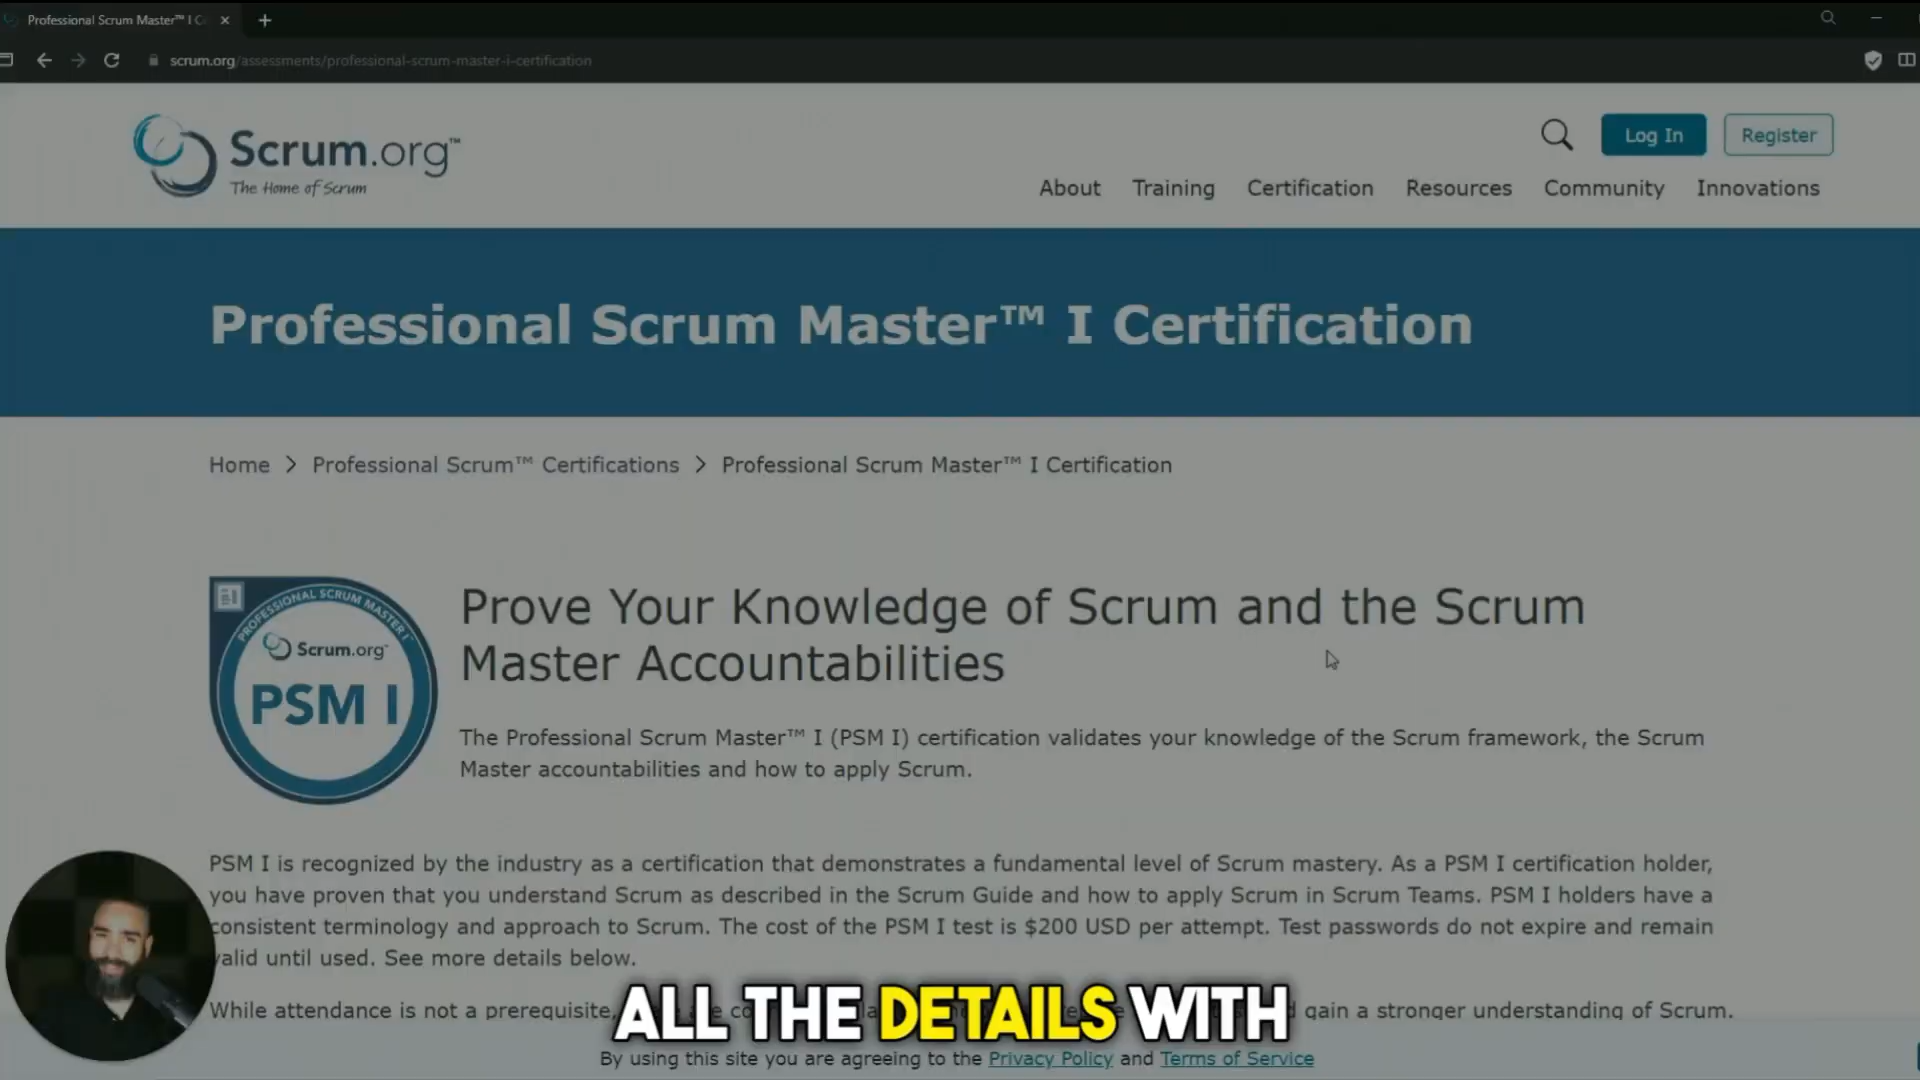 Professional Scrum Master™ I C
scrum.org/assessments/professional-scrum-master-i-certification
Scrum.org™
The Home of Scrum
Log In
Register
About
Training
Certification
Resources
Community
Innovations
Professional Scrum Master™ I Certification
Home > Professional Scrum™ Certifications > Professional Scrum Master™ I Certification
PROFESSIONAL SCRUM MASTER I
Scrum.org™
PSM I
Prove Your Knowledge of Scrum and the Scrum
Master Accountabilities
The Professional Scrum Master™ I (PSM I) certification validates your knowledge of the Scrum framework, the Scrum
Master accountabilities and how to apply Scrum.
PSM I is recognized by the industry as a certification that demonstrates a fundamental level of Scrum mastery. As a PSM I certification holder,
you have proven that you understand Scrum as described in the Scrum Guide and how to apply Scrum in Scrum Teams. PSM I holders have a
consistent terminology and approach to Scrum. The cost of the PSM I test is $200 USD per attempt. Test passwords do not expire and remain
valid until used. See more details below.
While attendance is not a prerequisite, gain a stronger understanding of Scrum.
ALL THE DETAILS WITH
By using this site you are agreeing to the Privacy Policy and Terms of Service